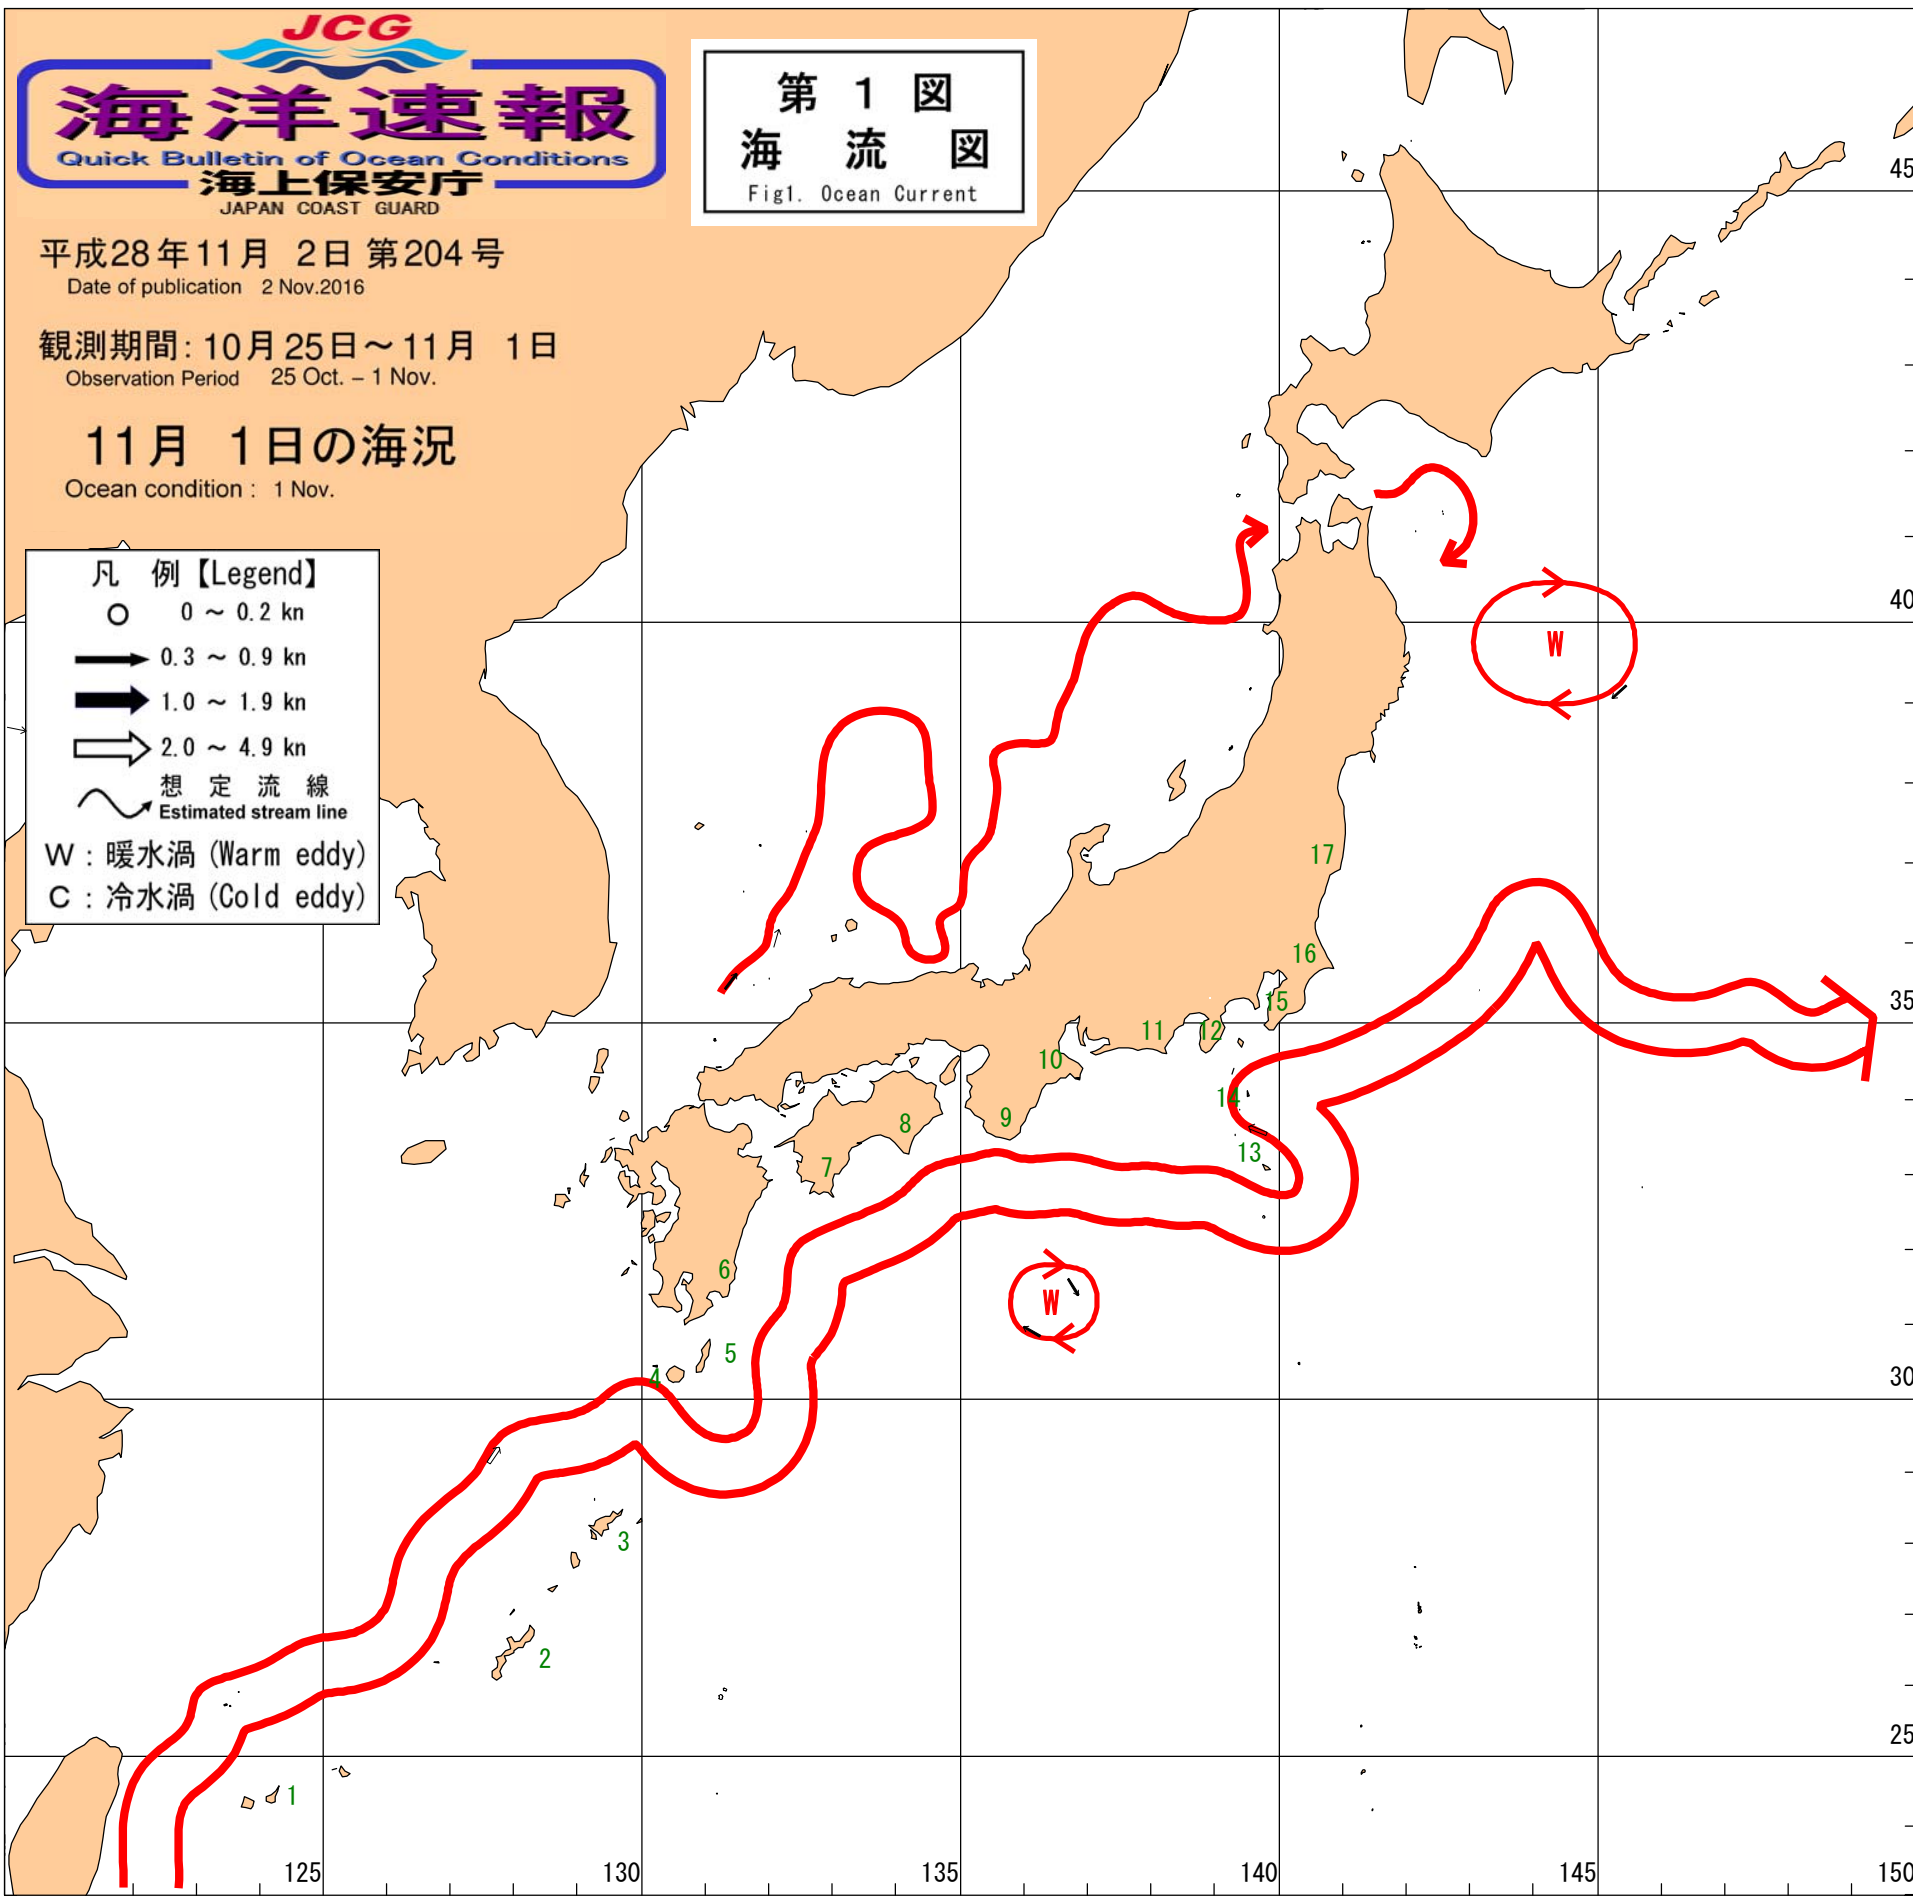 JCG
海洋速報
Quick Bulletin of Ocean Conditions
海上保安庁
JAPAN COAST GUARD
平成28年11月 2日 第204号
Date of publication 2 Nov.2016
観測期間: 10月25日～11月 1日
Observation Period 25 Oct. – 1 Nov.
11月 1日の海況
Ocean condition : 1 Nov.
第 1 図
海 流 図
Fig1. Ocean Current
凡 例【Legend】
0 ～ 0.2 kn
0.3 ～ 0.9 kn
1.0 ～ 1.9 kn
2.0 ～ 4.9 kn
想 定 流 線
Estimated stream line
W : 暖水渦 (Warm eddy)
C : 冷水渦 (Cold eddy)
45
40
W
17
16
15
35
11
12
10
14
9
8
13
7
6
W
5
4
30
3
2
25
1
125
130
135
140
145
150